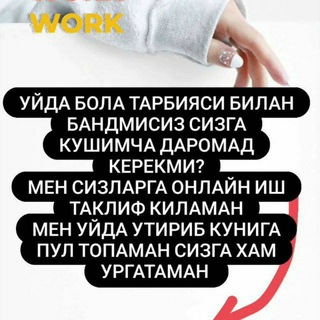 WORK
УЙДА БОЛА ТАРБИЯСИ БИЛАН
БАНДМИСИЗ СИЗГА
КУШИМЧА ДАРОМАД
КЕРЕКМИ?
МЕН СИЗЛАРГА ОНЛАЙН ИШ
ТАКЛИФ КИЛАМАН
МЕН УЙДА УТИРИБ КУНИГА
ПУЛ ТОПАМАН СИЗГА ХАМ
УРГАТАМАН